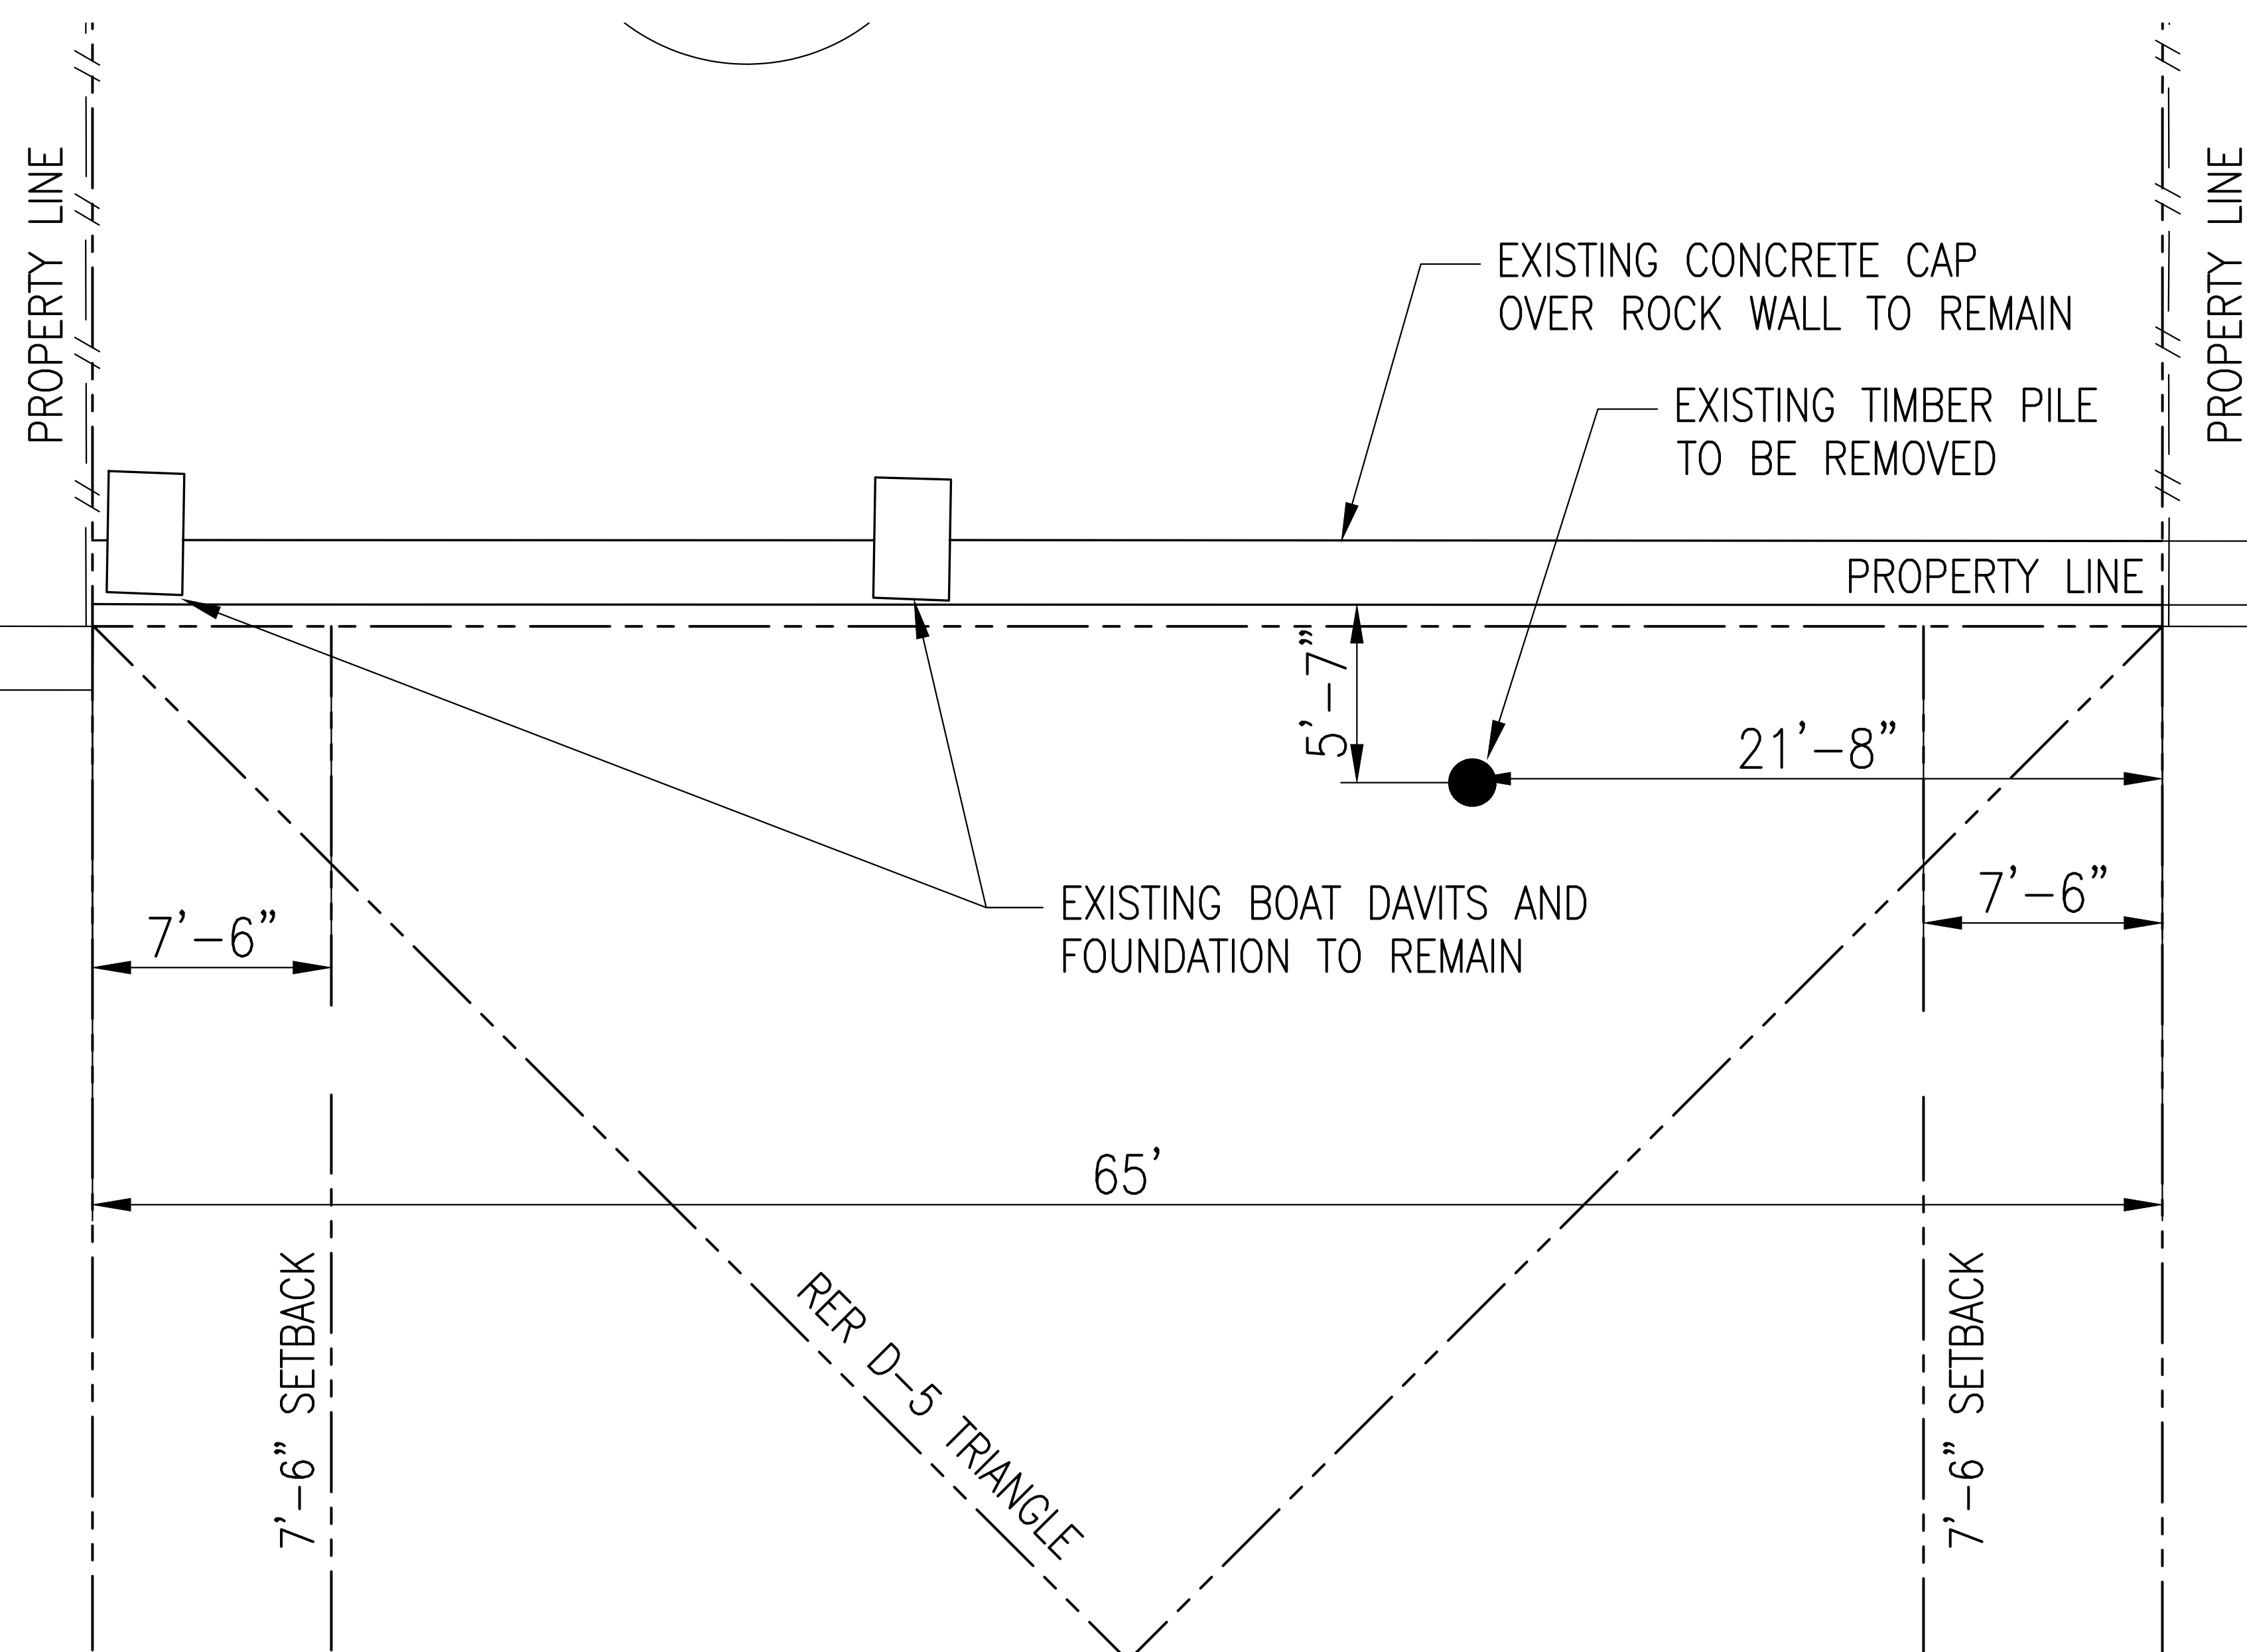 PROPERTY LINE
PROPERTY LINE
EXISTING CONCRETE CAP
OVER ROCK WALL TO REMAIN
EXISTING TIMBER PILE
TO BE REMOVED
PROPERTY LINE
5'-7"
21'-8"
7'-6"
7'-6"
EXISTING BOAT DAVITS AND
FOUNDATION TO REMAIN
65'
7'-6" SETBACK
RER D-5 TRIANGLE
7'-6" SETBACK